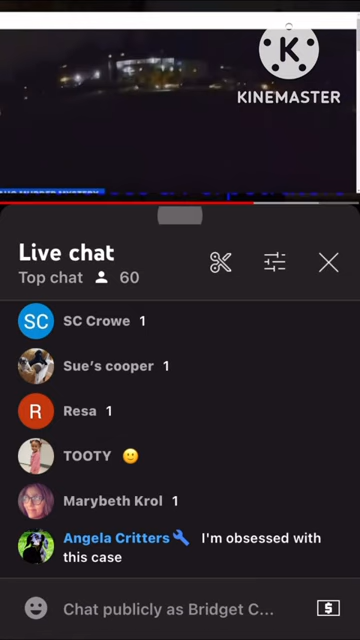 K
KINEMASTER
Live chat
Top chat 60
SC SC Crowe 1
Sue's cooper 1
R Resa 1
TOOTY 🙂
Marybeth Krol 1
Angela Critters I'm obsessed with
this case
Chat publicly as Bridget C...
$